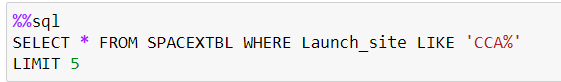 %%sql
SELECT * FROM SPACEXTBL WHERE Launch_site LIKE 'CCA%'
LIMIT 5